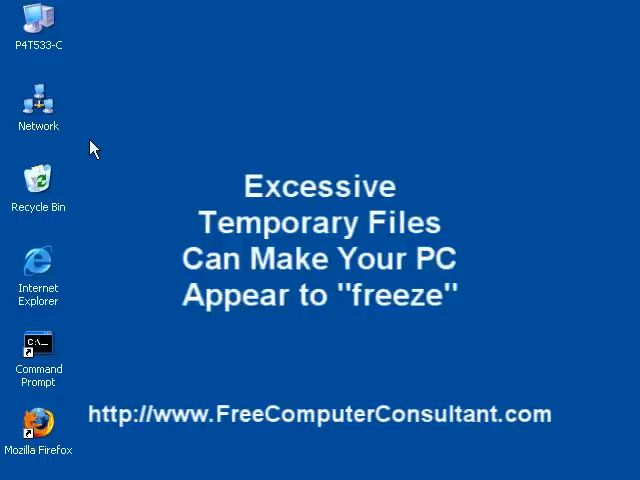 P4T533-C
Network
Recycle Bin
Internet
Explorer
C:\_
Command
Prompt
Mozilla Firefox
Excessive
Temporary Files
Can Make Your PC
Appear to "freeze"
http://www.FreeComputerConsultant.com